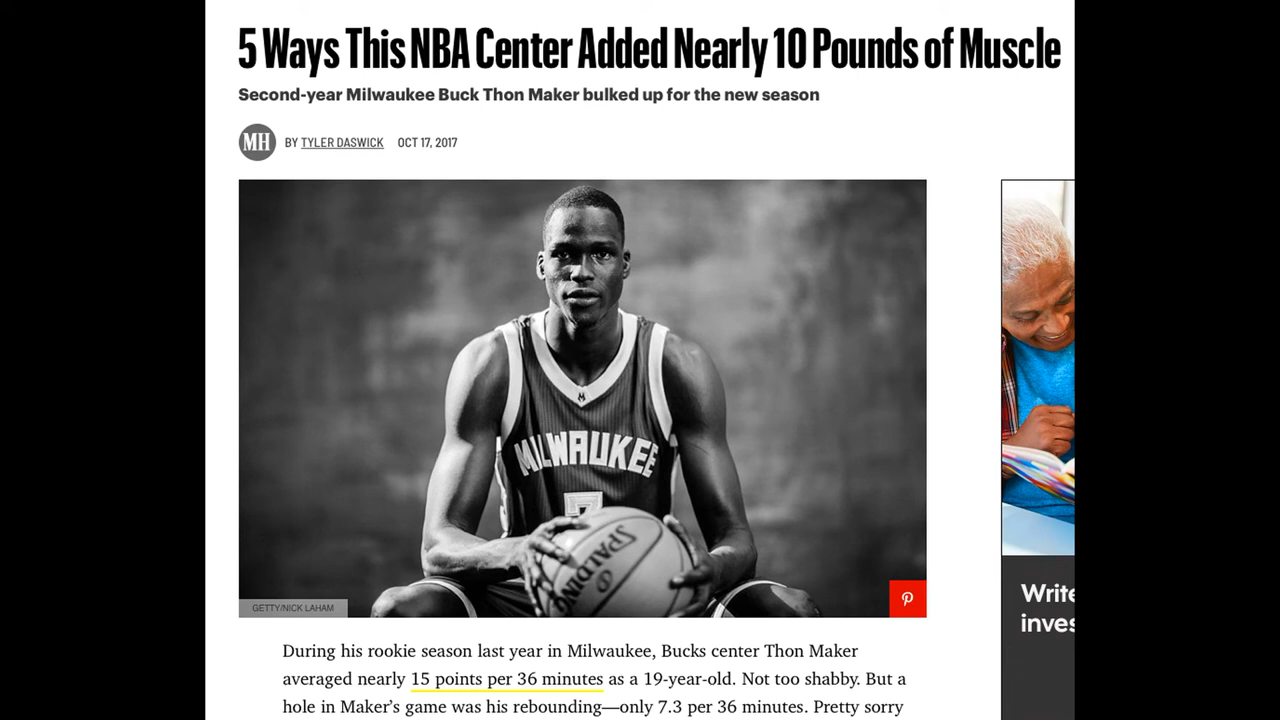 5 Ways This NBA Center Added Nearly 10 Pounds of Muscle
Second-year Milwaukee Buck Thon Maker bulked up for the new season
MH BY TYLER DASWICK OCT 17, 2017
MILWAUKEE
7
SPALDING
GETTY/NICK LAHAM
During his rookie season last year in Milwaukee, Bucks center Thon Maker
averaged nearly 15 points per 36 minutes as a 19-year-old. Not too shabby. But a
hole in Maker’s game was his rebounding—only 7.3 per 36 minutes. Pretty sorry
Write
inves